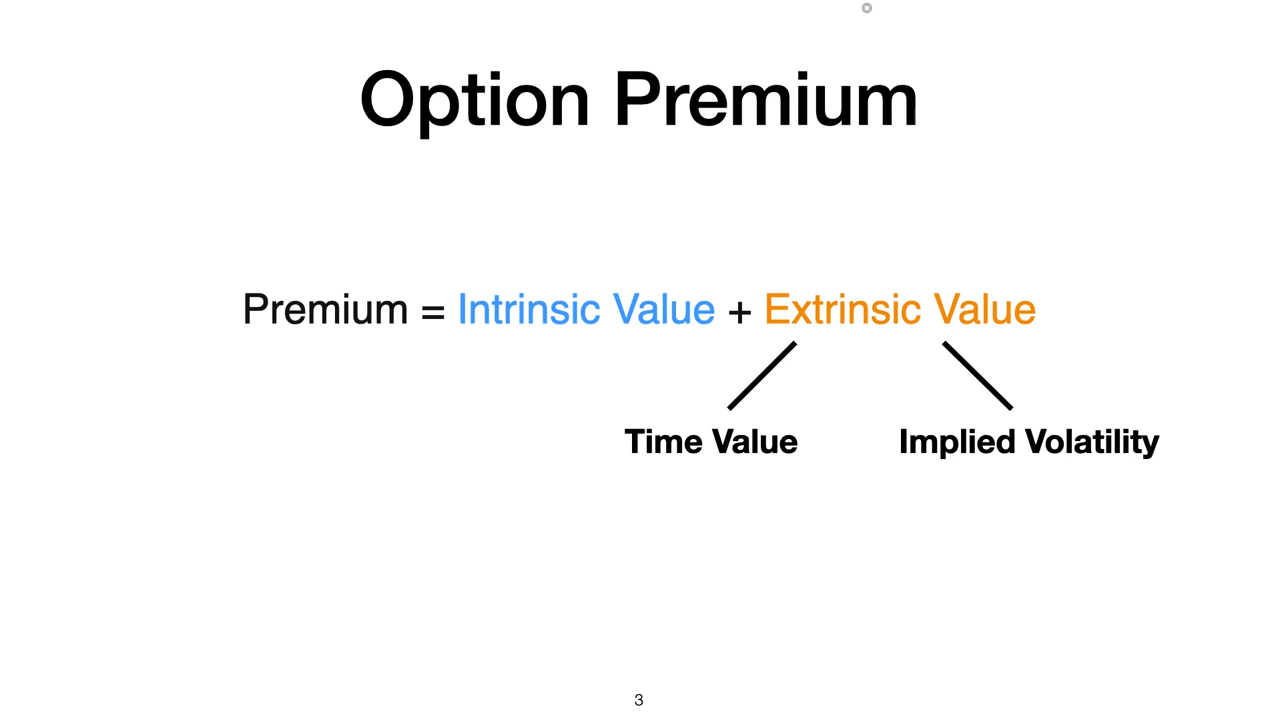 Option Premium
Premium = Intrinsic Value + Extrinsic Value
Time Value
Implied Volatility
3